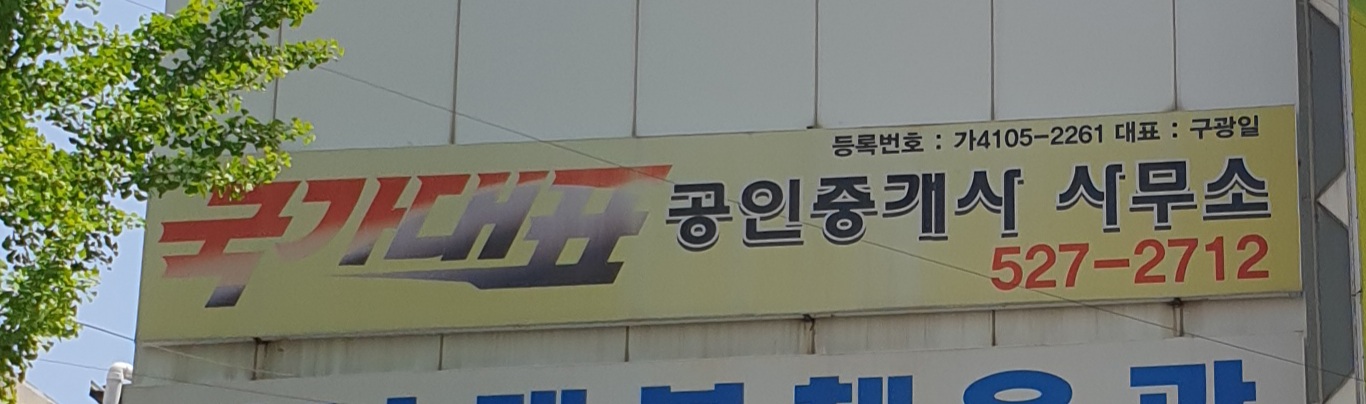 등록번호 : 가4105-2261 대표 : 구광일
국가대표 공인중개사 사무소
527-2712